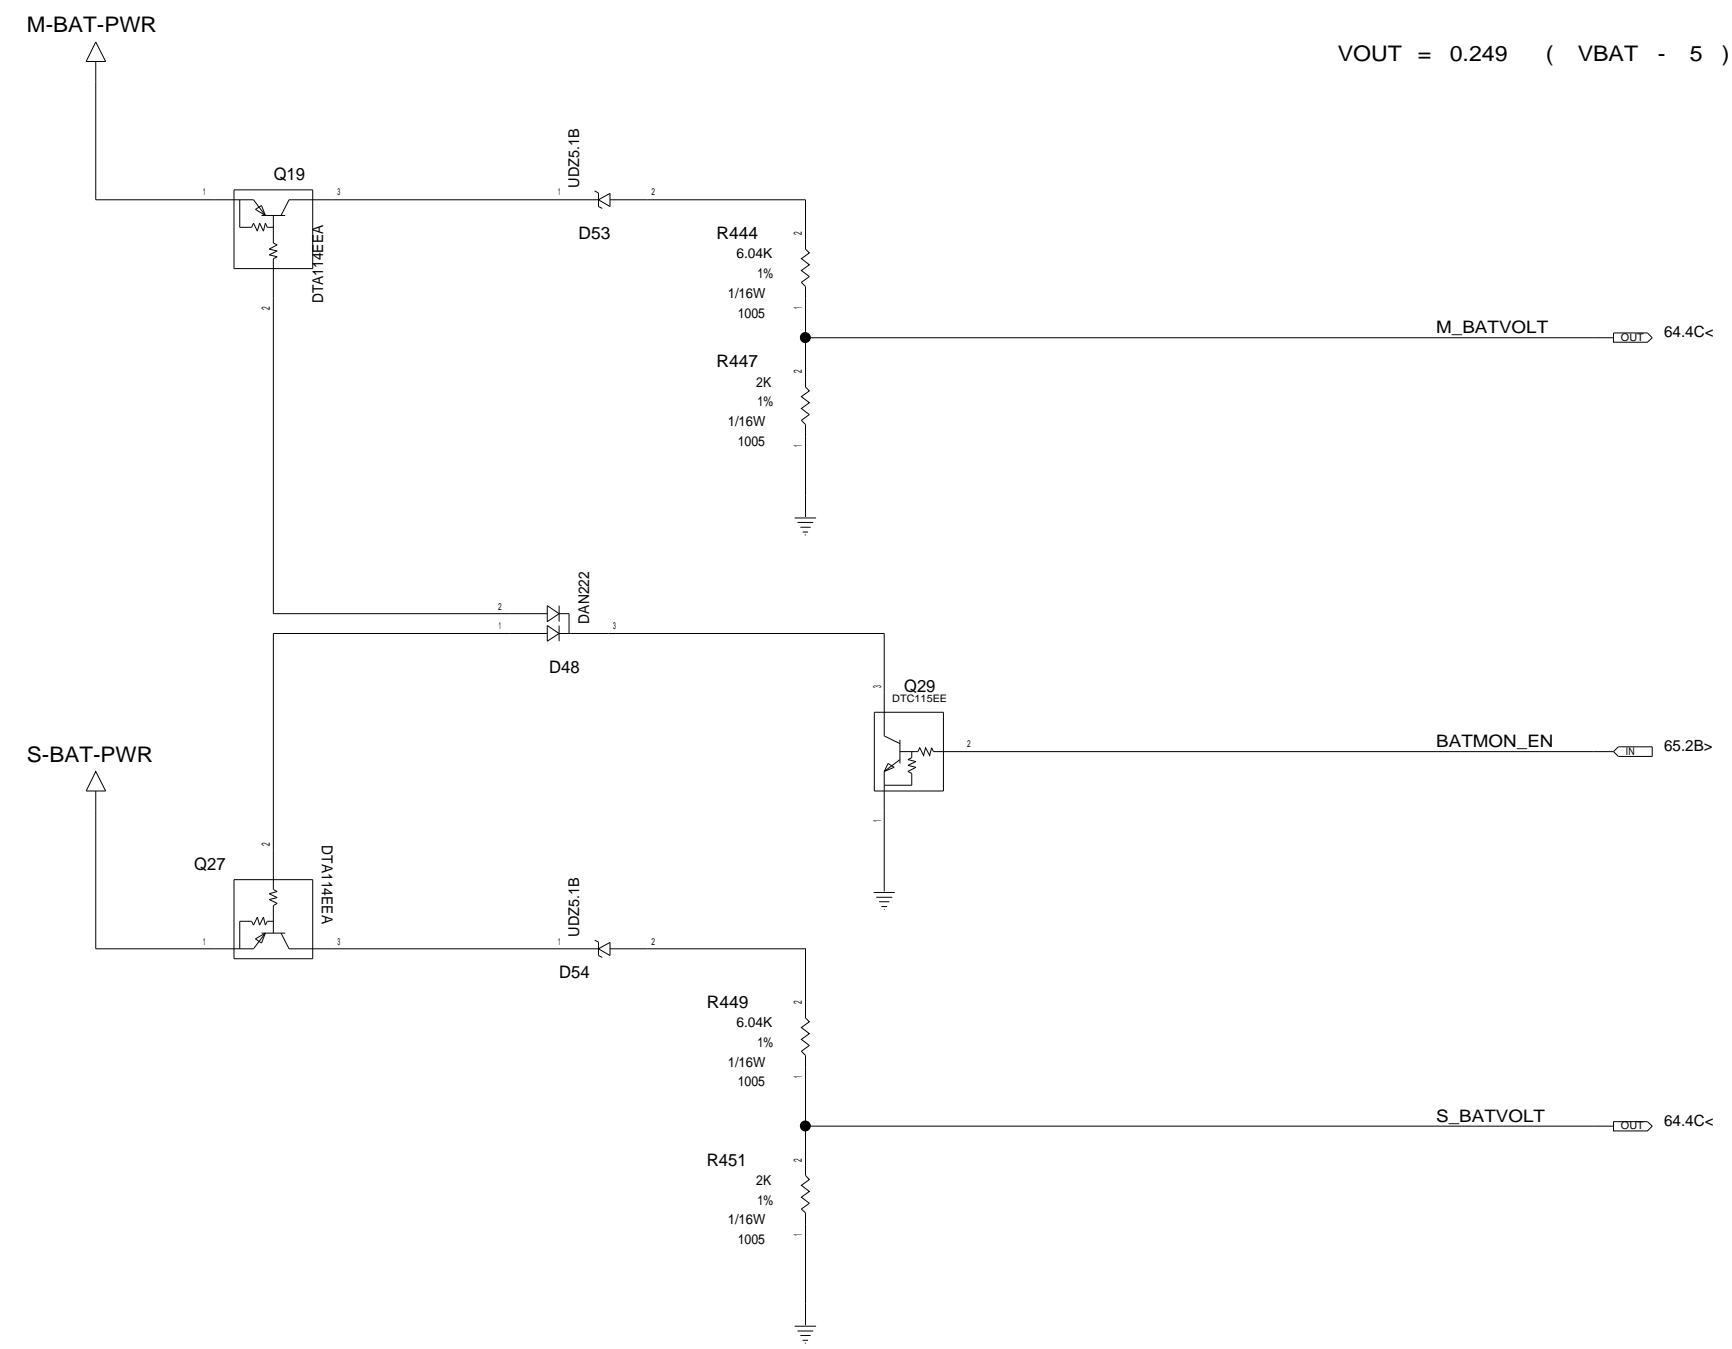 M-BAT-PWR
VOUT = 0.249 ( VBAT - 5 )
Q19
1
3
DTA114EEA
2
UDZ5.1B
1
2
D53
R444
6.04K
1%
1/16W
1005
2
1
M_BATVOLT
OUT
64.4C<
R447
2K
1%
1/16W
1005
2
1
DAN222
2
1
3
D48
3
Q29
DTC115EE
2
1
BATMON_EN
IN
65.2B>
S-BAT-PWR
2
Q27
DTA114EEA
1
3
UDZ5.1B
1
2
D54
R449
6.04K
1%
1/16W
1005
2
1
S_BATVOLT
OUT
64.4C<
R451
2K
1%
1/16W
1005
2
1